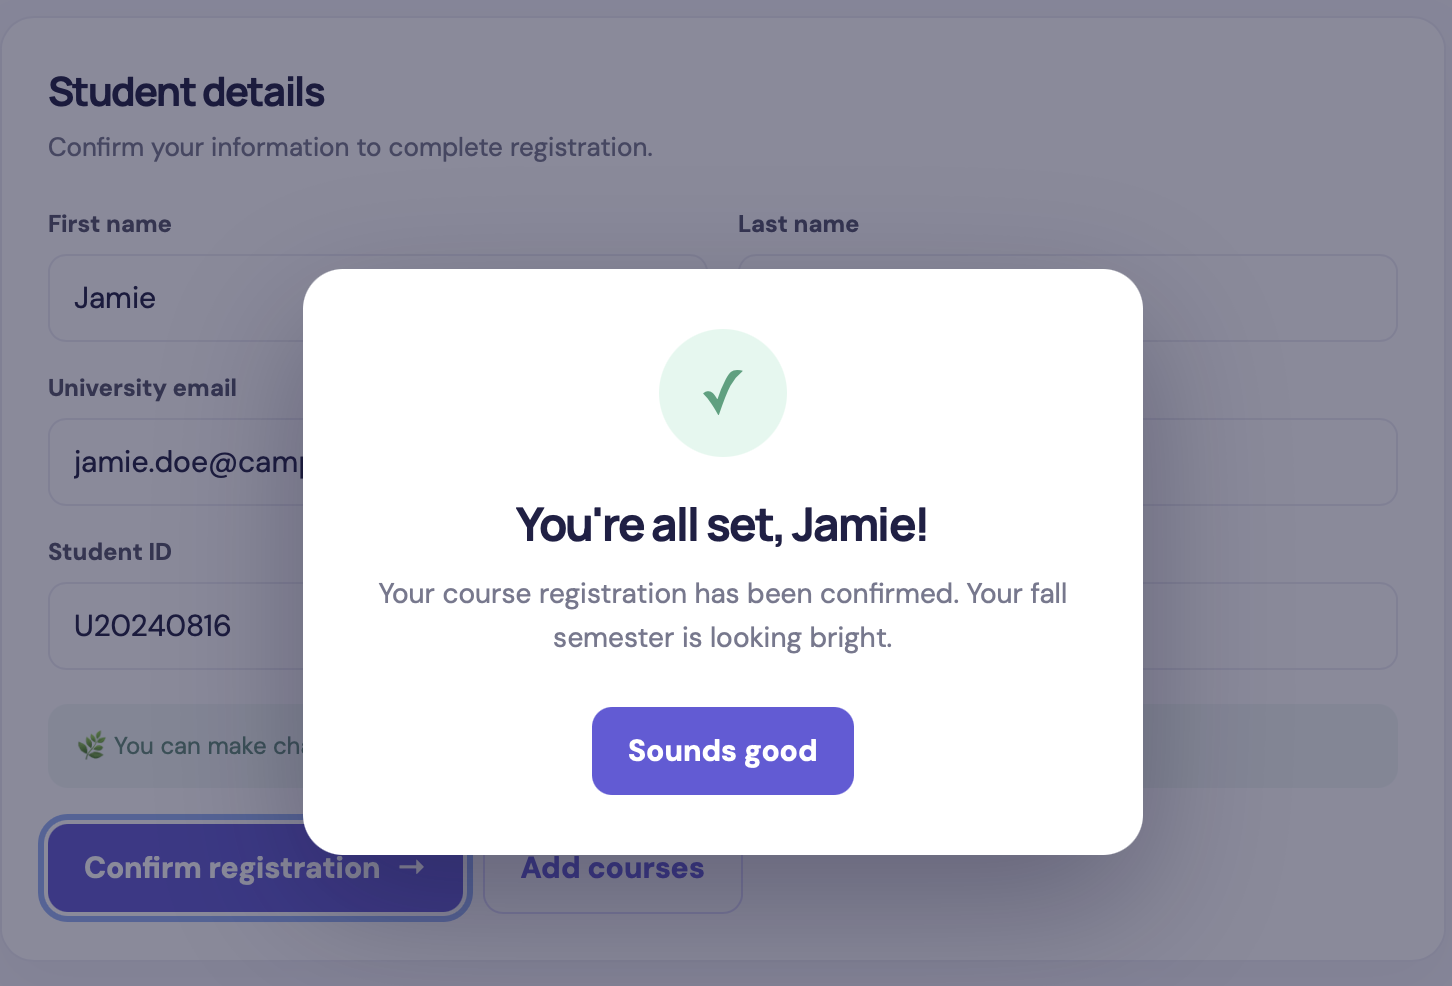 Student details
Confirm your information to complete registration.
First name
Last name
Jamie
University email
jamie.doe@camp
Student ID
U20240816
You can make
✓
You're all set, Jamie!
Your course registration has been confirmed. Your fall
semester is looking bright.
Sounds good
Confirm registration →
Add courses